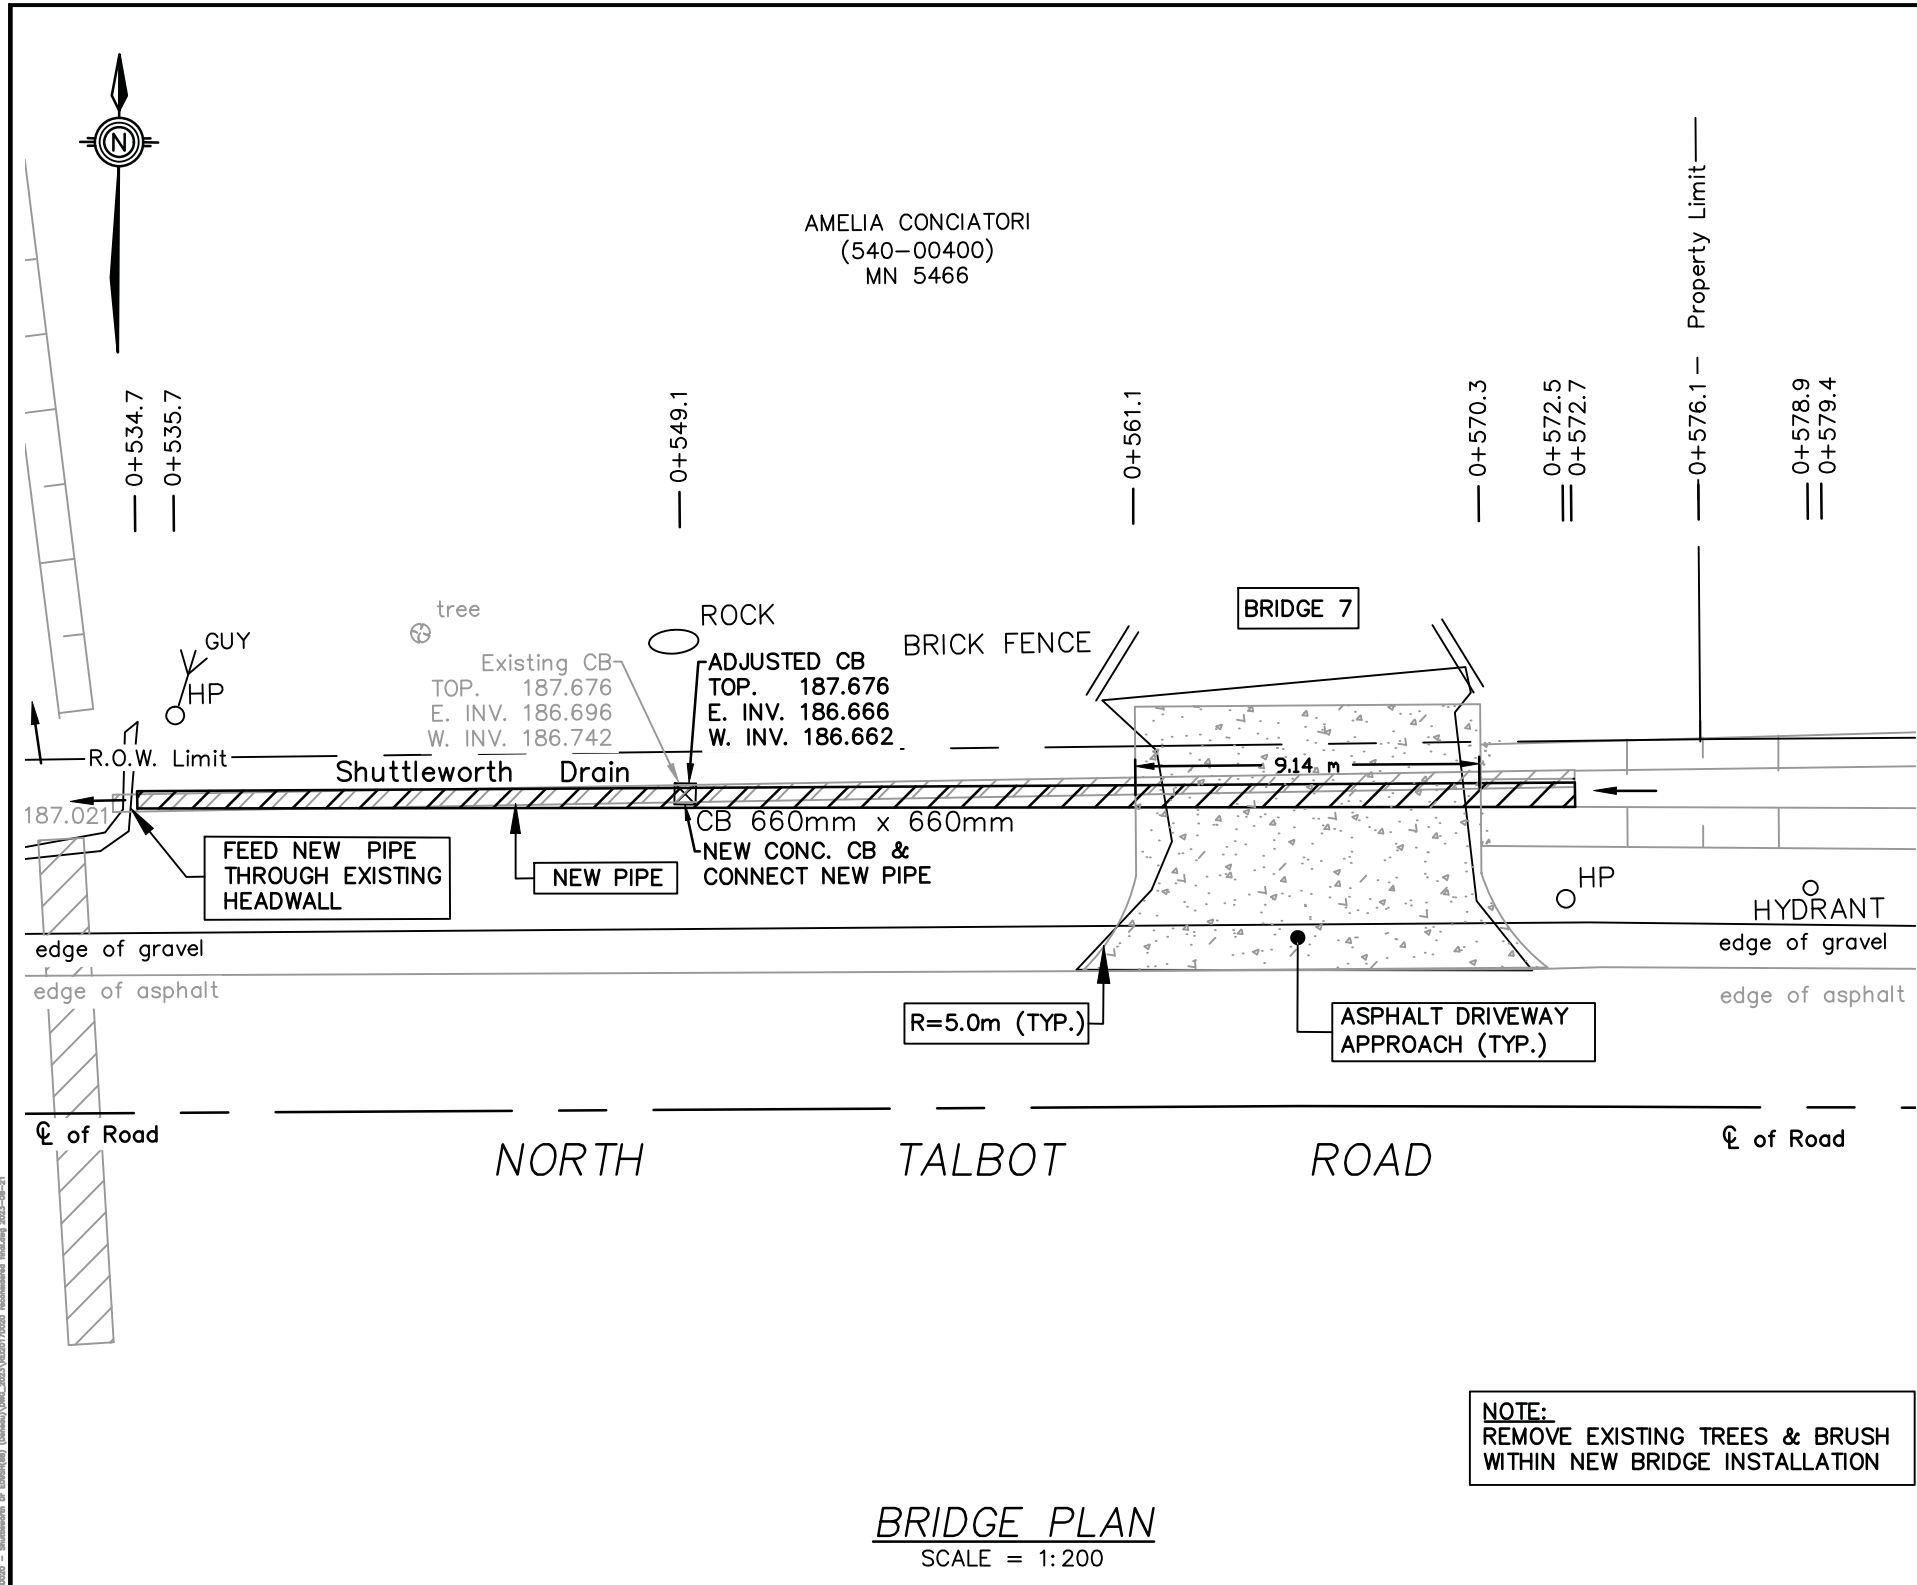 N
AMELIA CONCIATORI
(540-00400)
MN 5466
Property Limit
0+534.7
0+535.7
0+549.1
0+561.1
0+570.3
0+572.5
0+572.7
0+576.1
0+578.9
0+579.4
BRIDGE 7
tree
ROCK
GUY
HP
BRICK FENCE
Existing CB
TOP. 187.676
E. INV. 186.696
W. INV. 186.742
ADJUSTED CB
TOP. 187.676
E. INV. 186.666
W. INV. 186.662
R.O.W. Limit
Shuttleworth Drain
9.14 m
187.021
CB 660mm x 660mm
NEW CONC. CB &
CONNECT NEW PIPE
FEED NEW PIPE
THROUGH EXISTING
HEADWALL
NEW PIPE
HP
HYDRANT
edge of gravel
edge of gravel
edge of asphalt
edge of asphalt
R=5.0m (TYP.)
ASPHALT DRIVEWAY
APPROACH (TYP.)
℄ of Road
℄ of Road
NORTH TALBOT ROAD
NOTE:
REMOVE EXISTING TREES & BRUSH
WITHIN NEW BRIDGE INSTALLATION
BRIDGE PLAN
SCALE = 1:200